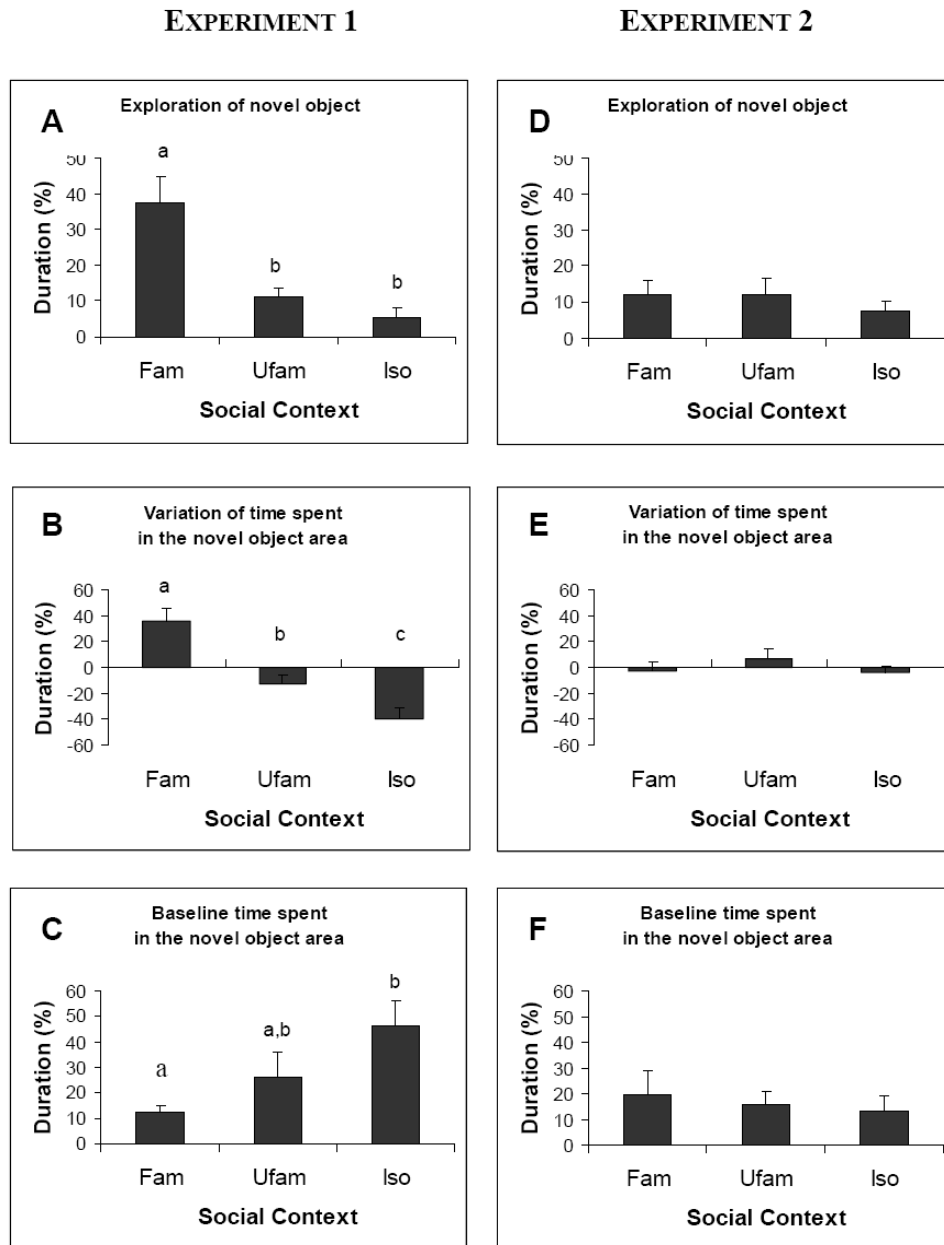 EXPERIMENT 1
EXPERIMENT 2
A
Exploration of novel object
Duration (%)
50
40
30
20
10
0
a
b
b
Fam Ufam Iso
Social Context
D
Exploration of novel object
Duration (%)
50
40
30
20
10
0
Fam Ufam Iso
Social Context
B
Variation of time spent
in the novel object area
Duration (%)
60
40
20
0
-20
-40
-60
a
b
c
Fam Ufam Iso
Social Context
E
Variation of time spent
in the novel object area
Duration (%)
60
40
20
0
-20
-40
-60
Fam Ufam Iso
Social Context
C
Baseline time spent
in the novel object area
Duration (%)
60
50
40
30
20
10
0
a
a,b
b
Fam Ufam Iso
Social Context
F
Baseline time spent
in the novel object area
Duration (%)
60
50
40
30
20
10
0
Fam Ufam Iso
Social Context